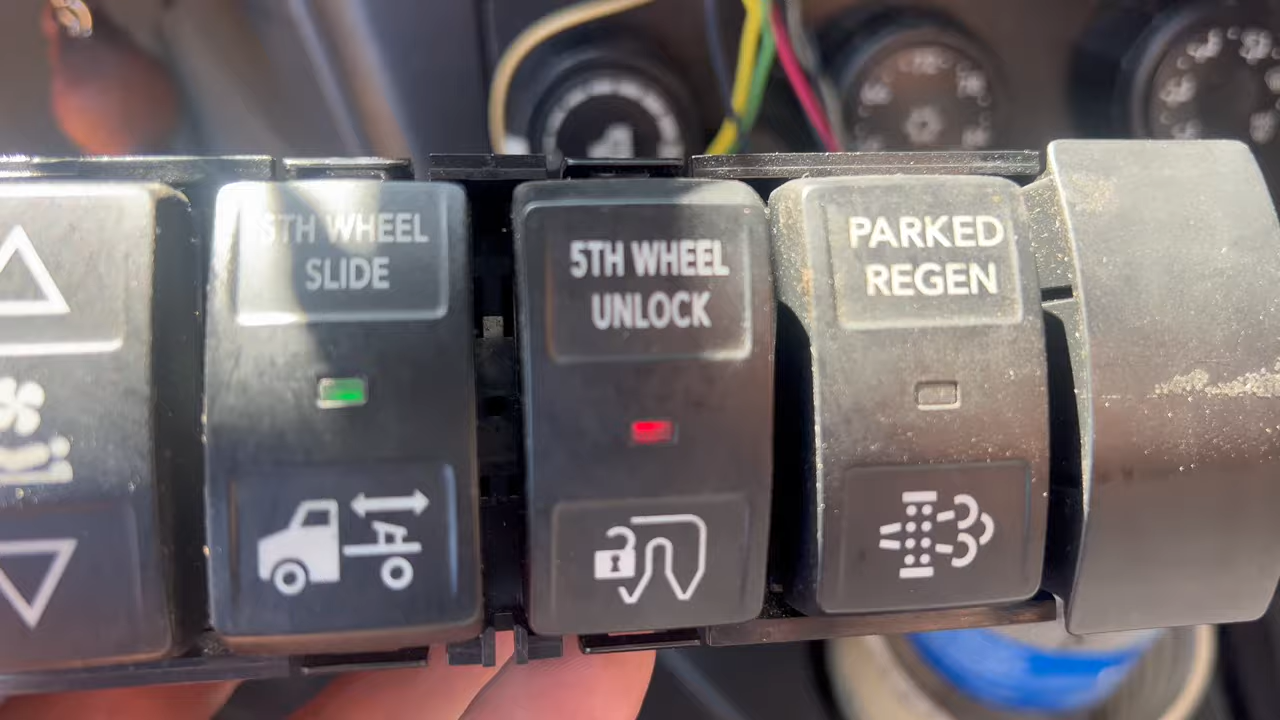 5TH WHEEL
SLIDE
5TH WHEEL
UNLOCK
PARKED
REGEN